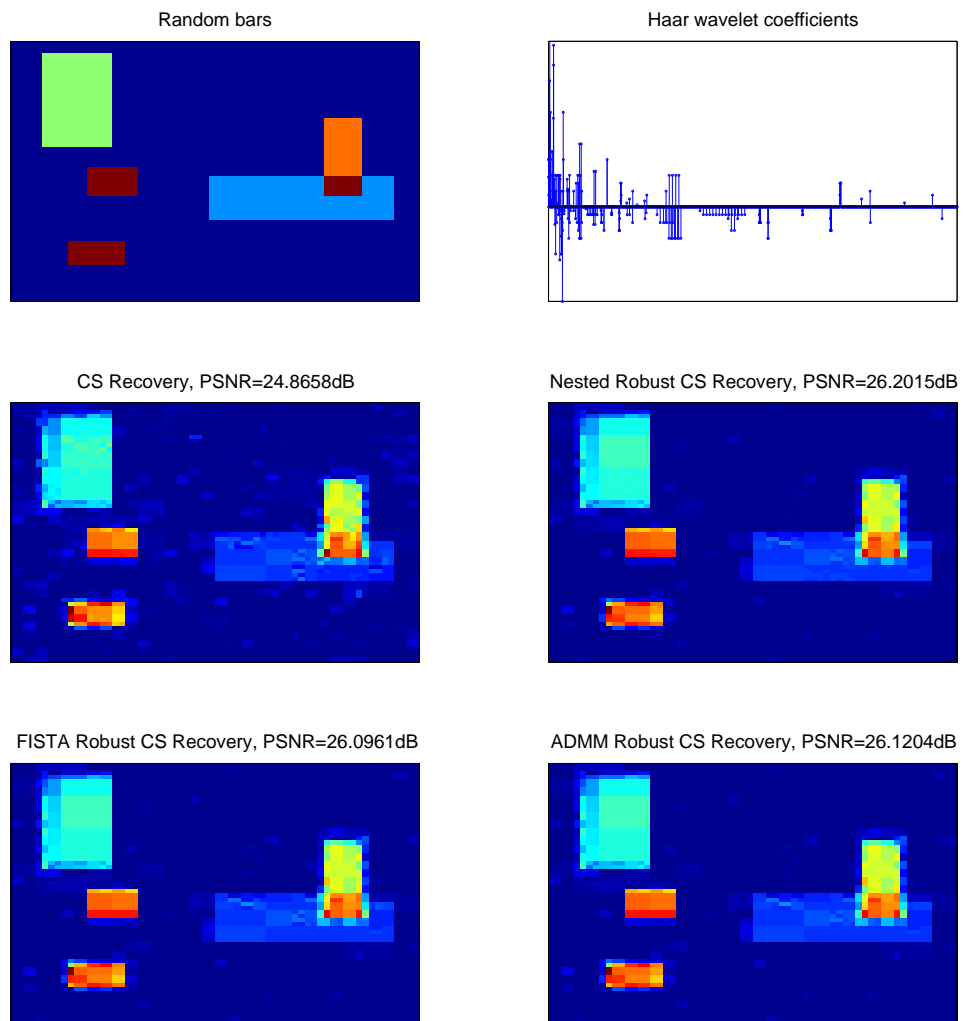 Random bars
Haar wavelet coefficients
CS Recovery, PSNR=24.8658dB
Nested Robust CS Recovery, PSNR=26.2015dB
FISTA Robust CS Recovery, PSNR=26.0961dB
ADMM Robust CS Recovery, PSNR=26.1204dB